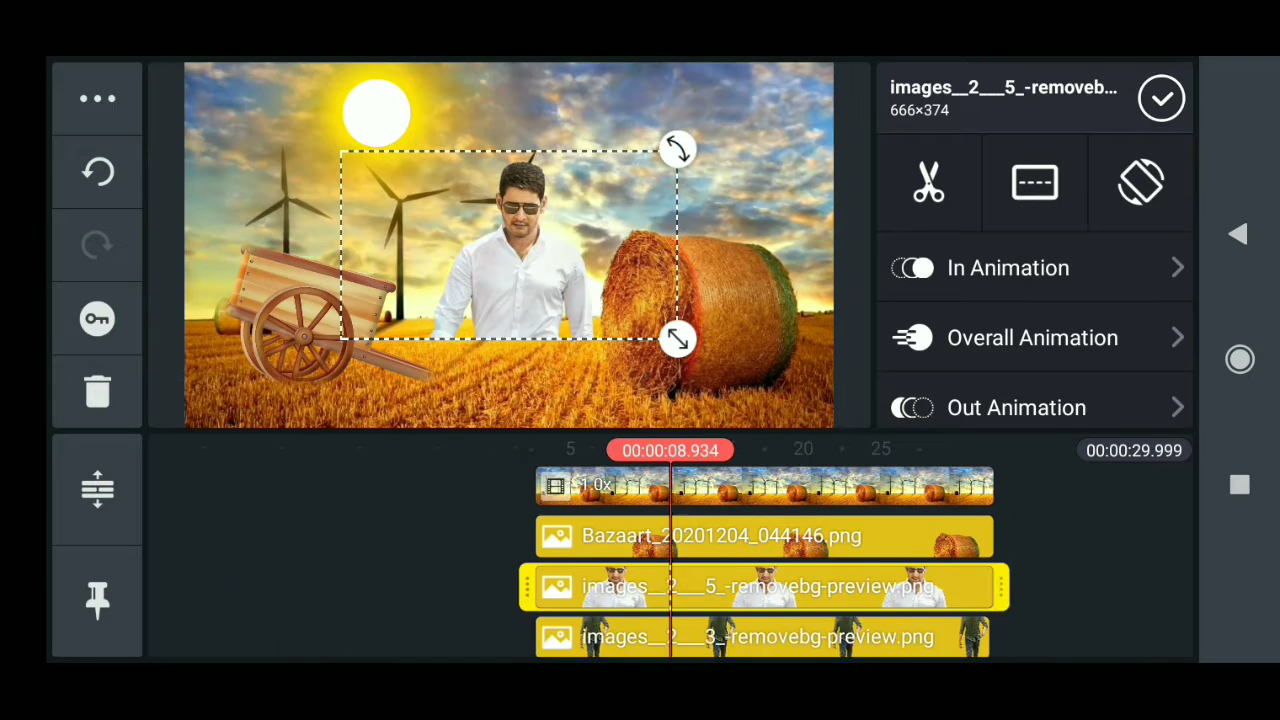 images__2___5_-removeb...
666×374
In Animation
Overall Animation
Out Animation
5
00:00:08.934
20
25
00:00:29.999
1.0x
Bazaart_20201204_044146.png
images__2___5_-removebg-preview.png
images__2___3_-removebg-preview.png